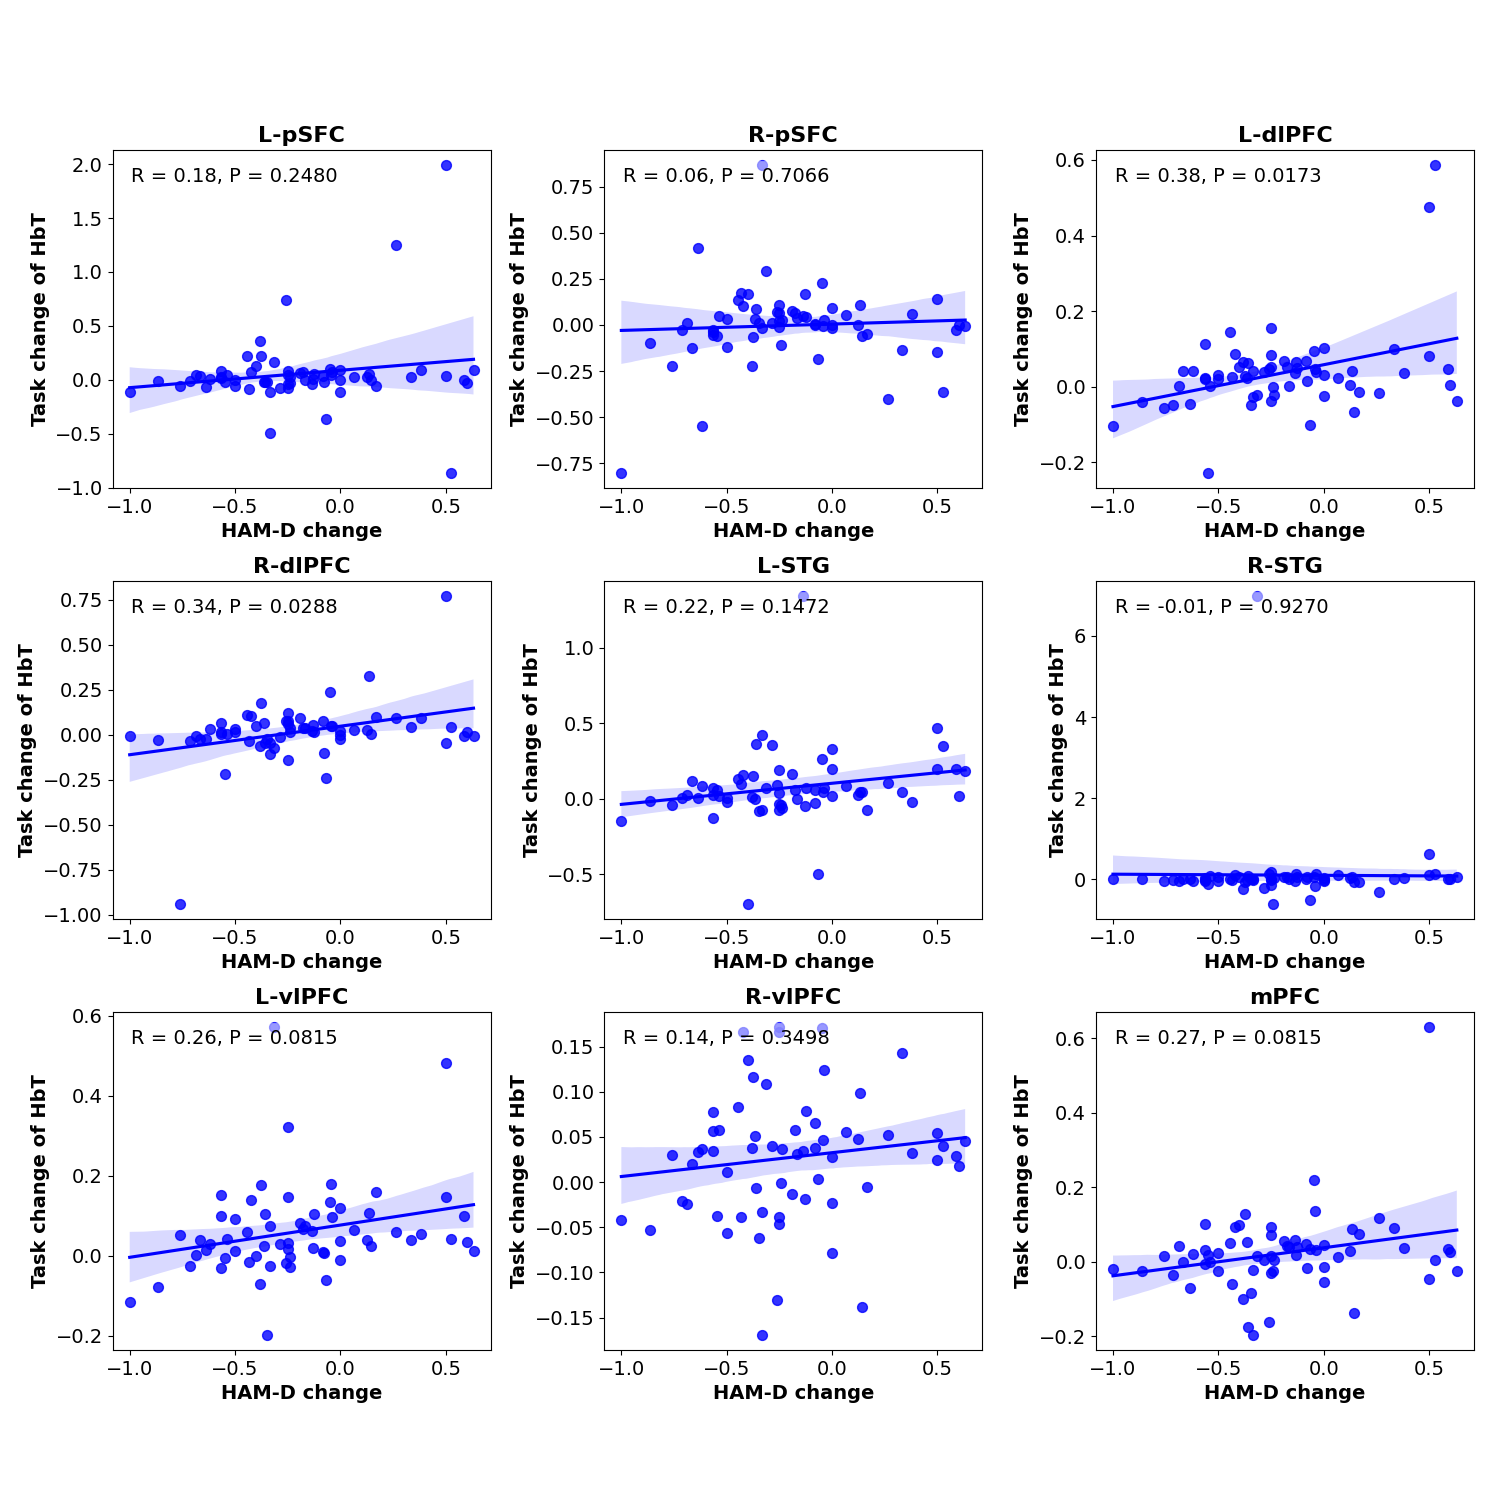 L-pSFC
R = 0.18, P = 0.2480
Task change of HbT
2.0
1.5
1.0
0.5
0.0
−0.5
−1.0
−1.0 −0.5 0.0 0.5
HAM-D change
R-pSFC
R = 0.06, P = 0.7066
Task change of HbT
0.75
0.50
0.25
0.00
−0.25
−0.50
−0.75
−1.0 −0.5 0.0 0.5
HAM-D change
L-dlPFC
R = 0.38, P = 0.0173
Task change of HbT
0.6
0.4
0.2
0.0
−0.2
−1.0 −0.5 0.0 0.5
HAM-D change
R-dlPFC
R = 0.34, P = 0.0288
Task change of HbT
0.75
0.50
0.25
0.00
−0.25
−0.50
−0.75
−1.00
−1.0 −0.5 0.0 0.5
HAM-D change
L-STG
R = 0.22, P = 0.1472
Task change of HbT
1.0
0.5
0.0
−0.5
−1.0 −0.5 0.0 0.5
HAM-D change
R-STG
R = -0.01, P = 0.9270
Task change of HbT
6
4
2
0
−1.0 −0.5 0.0 0.5
HAM-D change
L-vlPFC
R = 0.26, P = 0.0815
Task change of HbT
0.6
0.4
0.2
0.0
−0.2
−1.0 −0.5 0.0 0.5
HAM-D change
R-vlPFC
R = 0.14, P = 0.3498
Task change of HbT
0.15
0.10
0.05
0.00
−0.05
−0.10
−0.15
−1.0 −0.5 0.0 0.5
HAM-D change
mPFC
R = 0.27, P = 0.0815
Task change of HbT
0.6
0.4
0.2
0.0
−0.2
−1.0 −0.5 0.0 0.5
HAM-D change